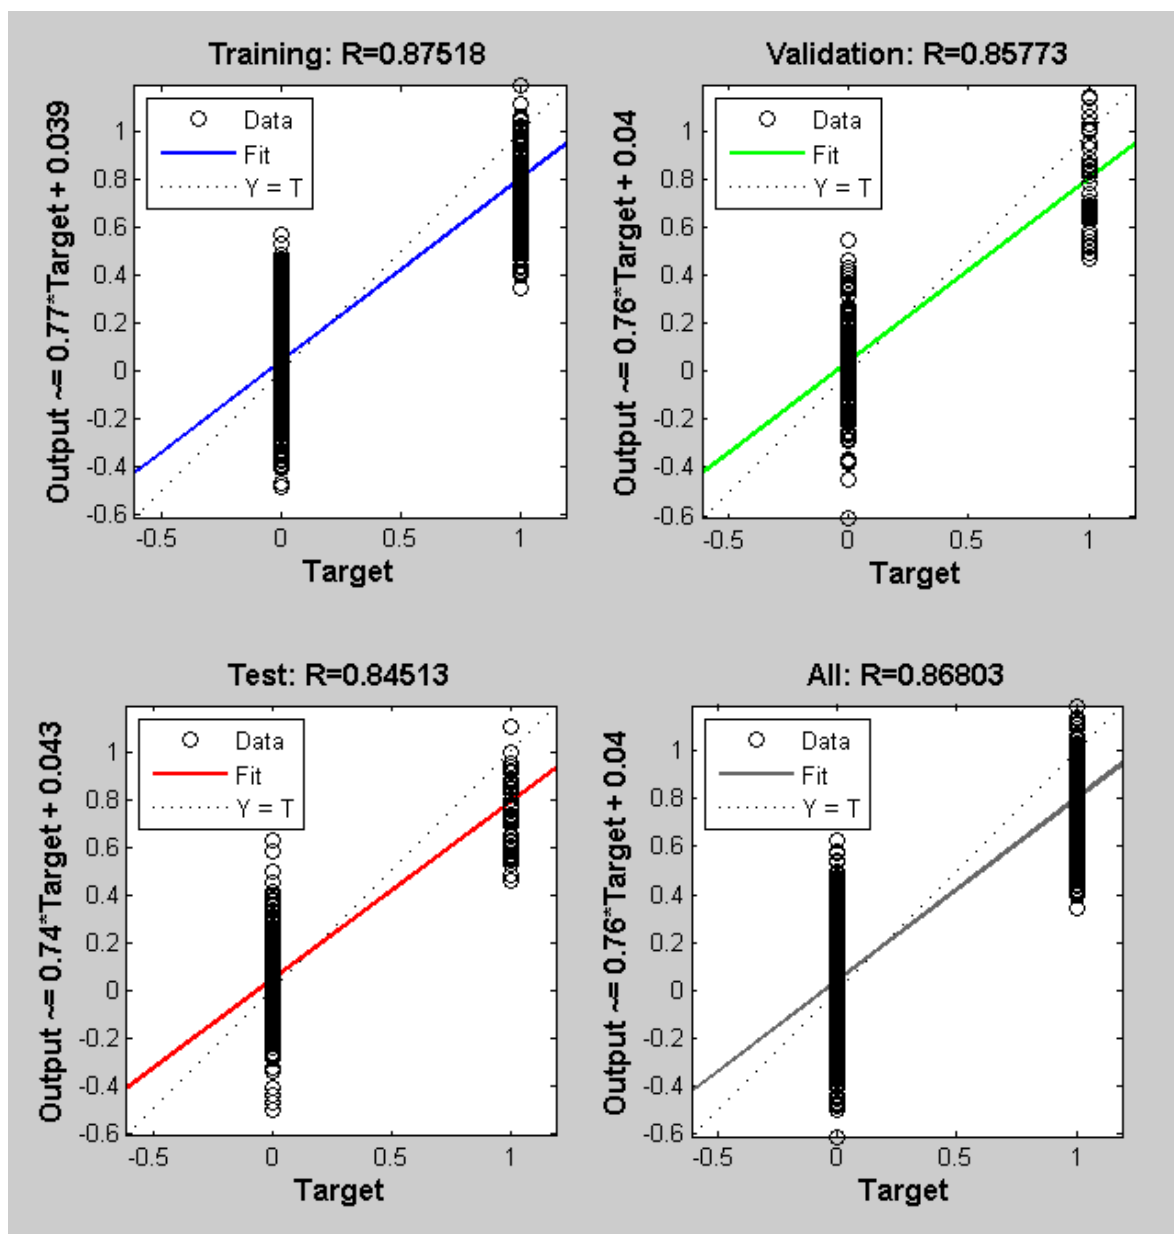 Training: R=0.87518
Output ~= 0.77*Target + 0.039
1
0.8
0.6
0.4
0.2
0
-0.2
-0.4
-0.6
Data
Fit
Y = T
-0.5
0
0.5
1
Target
Validation: R=0.85773
Output ~= 0.76*Target + 0.04
1
0.8
0.6
0.4
0.2
0
-0.2
-0.4
-0.6
Data
Fit
Y = T
-0.5
0
0.5
1
Target
Test: R=0.84513
Output ~= 0.74*Target + 0.043
1
0.8
0.6
0.4
0.2
0
-0.2
-0.4
-0.6
Data
Fit
Y = T
-0.5
0
0.5
1
Target
All: R=0.86803
Output ~= 0.76*Target + 0.04
1
0.8
0.6
0.4
0.2
0
-0.2
-0.4
-0.6
Data
Fit
Y = T
-0.5
0
0.5
1
Target